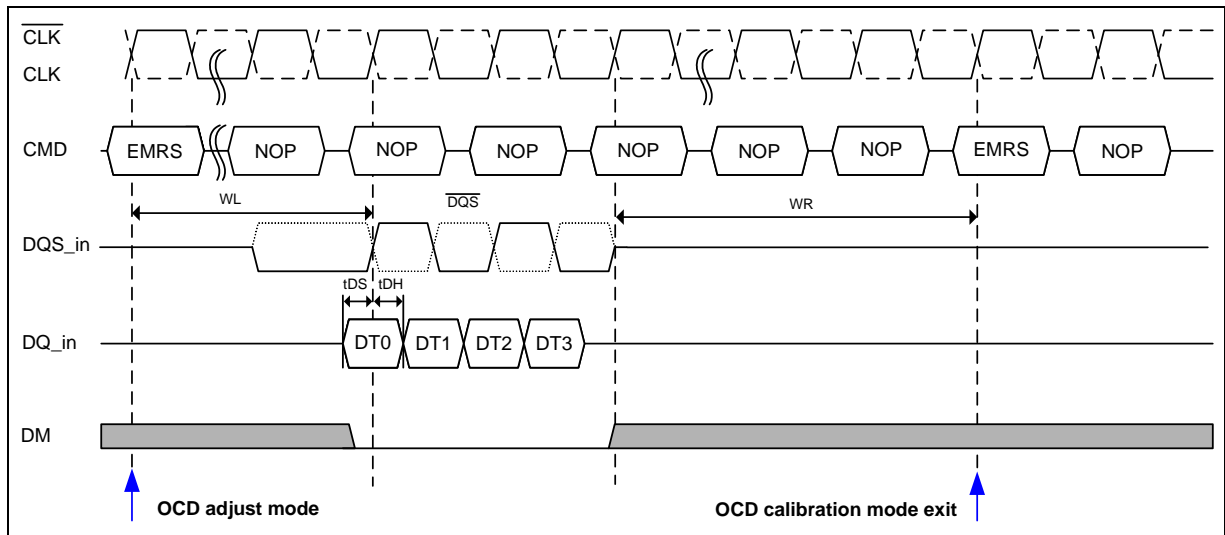 CLK
CLK
CMD EMRS NOP NOP NOP NOP NOP NOP EMRS NOP
WL DQS WR
DQS_in
tDS tDH
DQ_in DT0 DT1 DT2 DT3
DM
OCD adjust mode OCD calibration mode exit